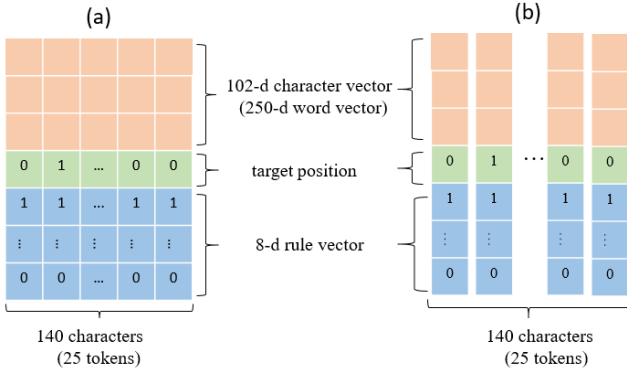 (a)
(b)
102-d character vector
(250-d word vector)
0 1 ... 0 0
target position
0 1 ... 0 0
1 1 ... 1 1
1 1 1 1
⋮ ⋮ ⋮ ⋮ ⋮
8-d rule vector
⋮ ⋮ ⋮ ⋮
0 0 ... 0 0
0 0 0 0
140 characters
(25 tokens)
140 characters
(25 tokens)